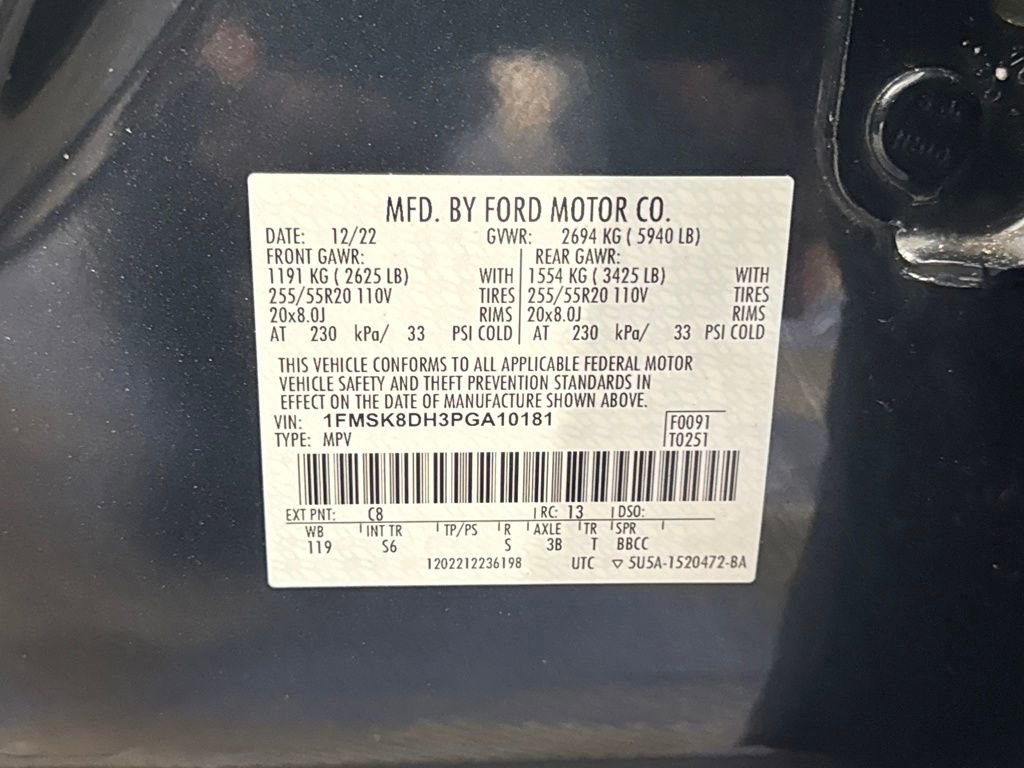 MFD. BY FORD MOTOR CO.
DATE: 12/22 GVWR: 2694 KG ( 5940 LB)
FRONT GAWR: REAR GAWR:
1191 KG ( 2625 LB) WITH 1554 KG ( 3425 LB) WITH
255/55R20 110V TIRES 255/55R20 110V TIRES
20x8.0J RIMS 20x8.0J RIMS
AT 230 kPa/ 33 PSI COLD AT 230 kPa/ 33 PSI COLD
THIS VEHICLE CONFORMS TO ALL APPLICABLE FEDERAL MOTOR
VEHICLE SAFETY AND THEFT PREVENTION STANDARDS IN
EFFECT ON THE DATE OF MANUFACTURE SHOWN ABOVE.
VIN: 1FMSK8DH3PGA10181 F0091
TYPE: MPV T0251
EXT PNT: C8 RC: 13 DSO:
WB INT TR TP/PS R AXLE TR SPR
119 S6 S 3B T BBCC
1202212236198 UTC ▽ 5U5A-1520472-BA